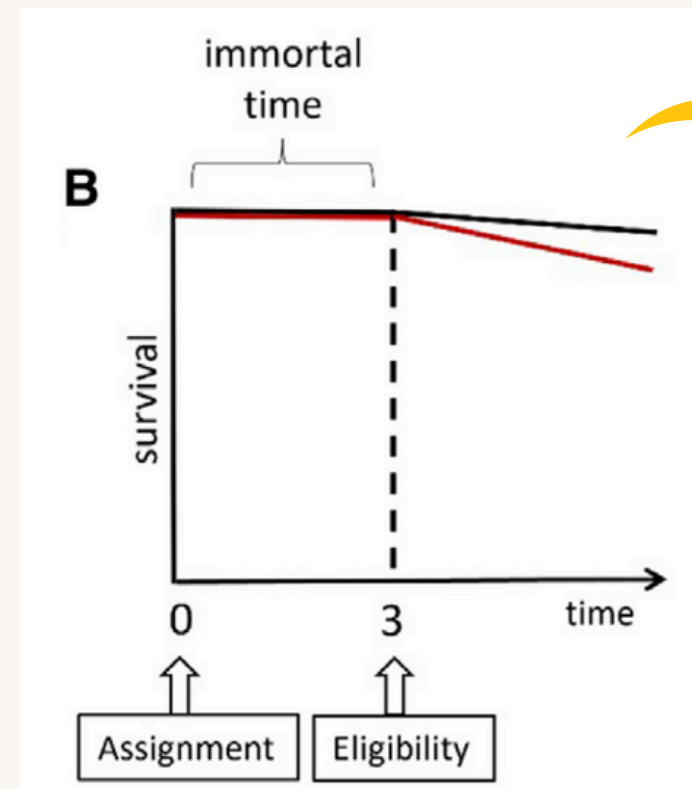 immortal
time
B
survival
0
3
time
Assignment
Eligibility